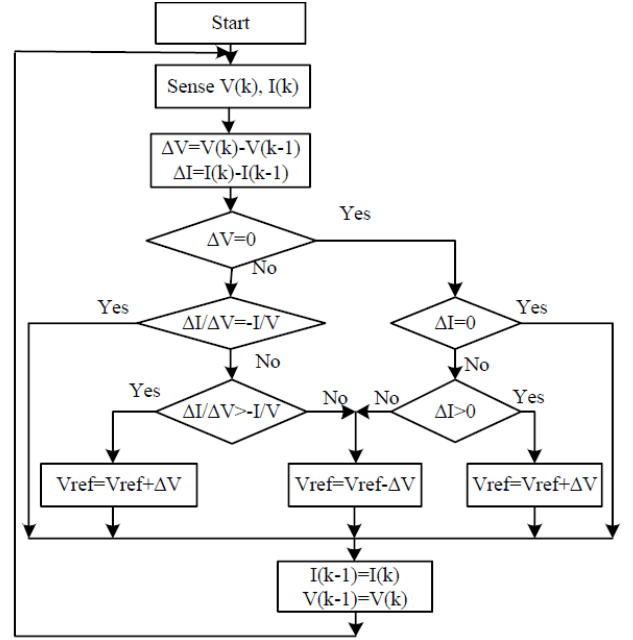 Start
Sense V(k), I(k)
ΔV=V(k)-V(k-1)
ΔI=I(k)-I(k-1)
Yes
ΔV=0
No
Yes
ΔI/ΔV=-I/V
ΔI=0
Yes
No
No
Yes
ΔI/ΔV>-I/V
No
No
ΔI>0
Yes
Vref=Vref+ΔV
Vref=Vref-ΔV
Vref=Vref+ΔV
I(k-1)=I(k)
V(k-1)=V(k)